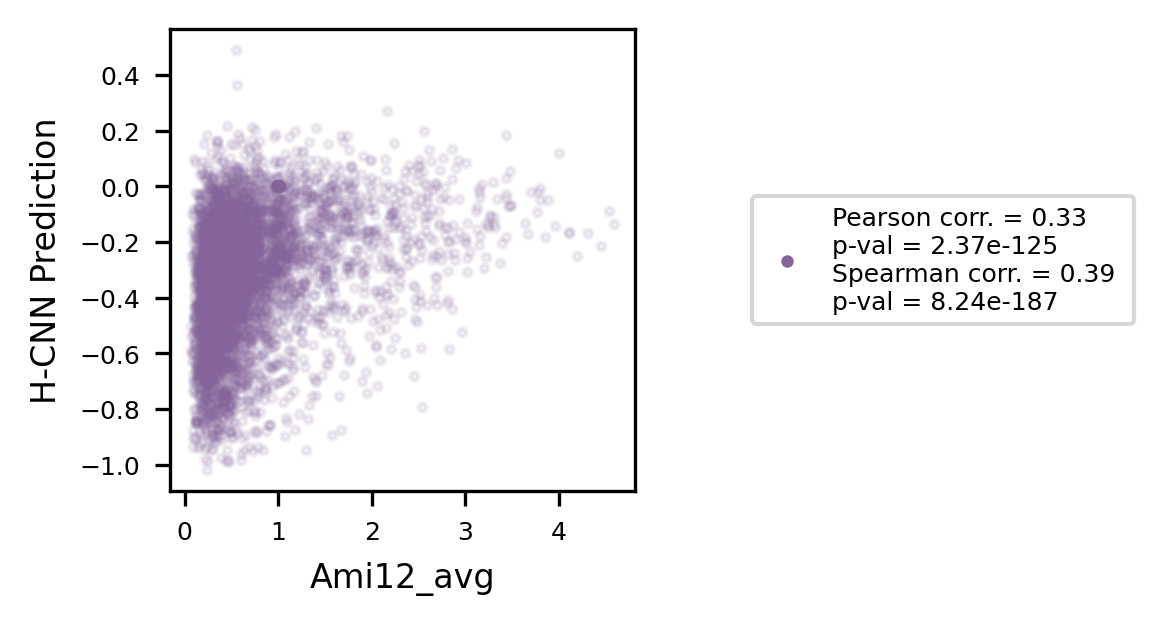 H-CNN Prediction
0.4
0.2
0.0
−0.2
−0.4
−0.6
−0.8
−1.0
0 1 2 3 4
Ami12_avg
Pearson corr. = 0.33
p-val = 2.37e-125
Spearman corr. = 0.39
p-val = 8.24e-187